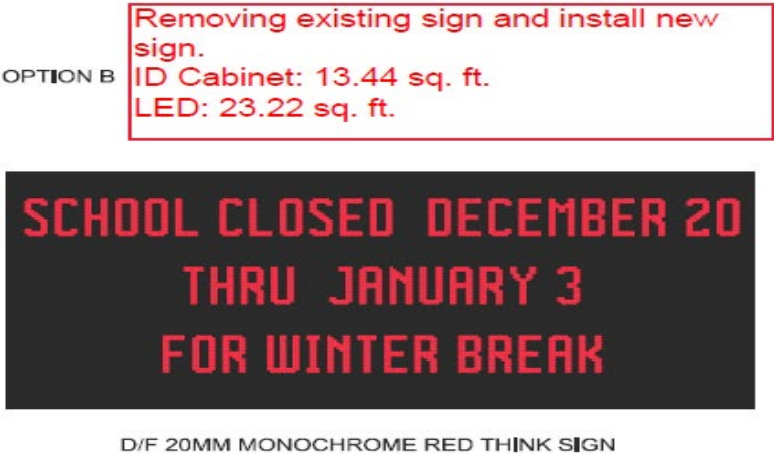 Removing existing sign and install new
sign.
OPTION B
ID Cabinet: 13.44 sq. ft.
LED: 23.22 sq. ft.
SCHOOL CLOSED DECEMBER 20
THRU JANUARY 3
FOR WINTER BREAK
D/F 20MM MONOCHROME RED THINK SIGN